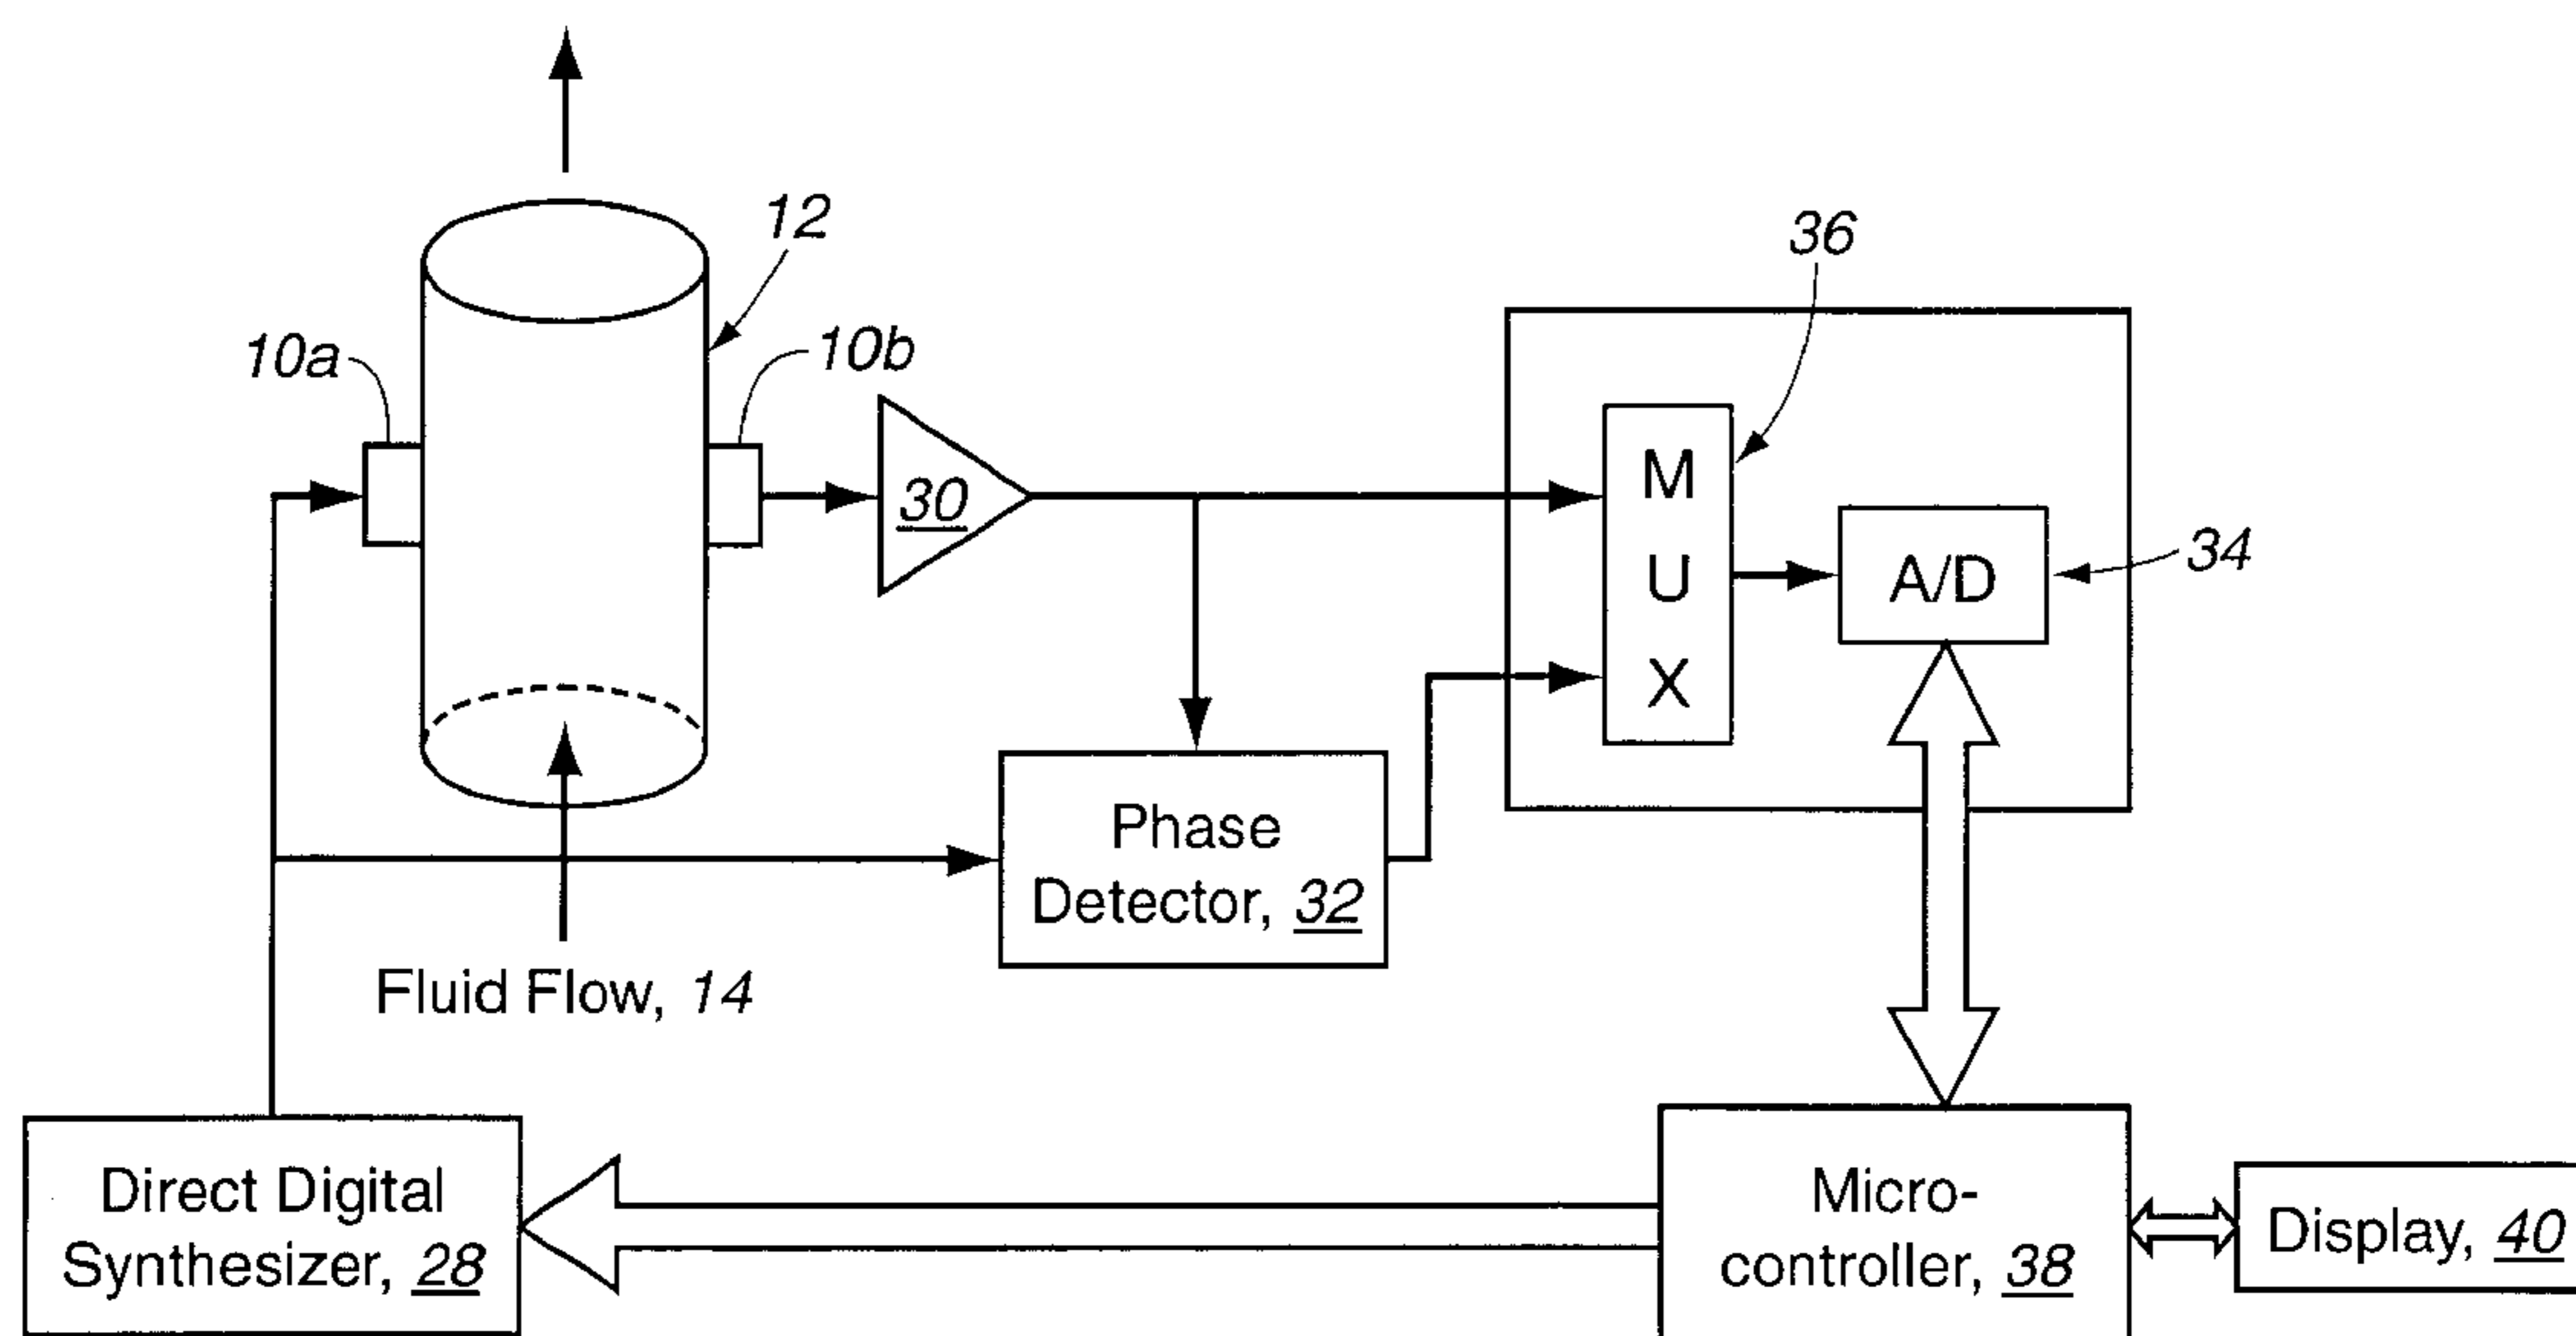 12
36
10a
10b
30
M
U
X
A/D
34
Phase
Detector, 32
Fluid Flow, 14
Direct Digital
Synthesizer, 28
Micro-
controller, 38
Display, 40